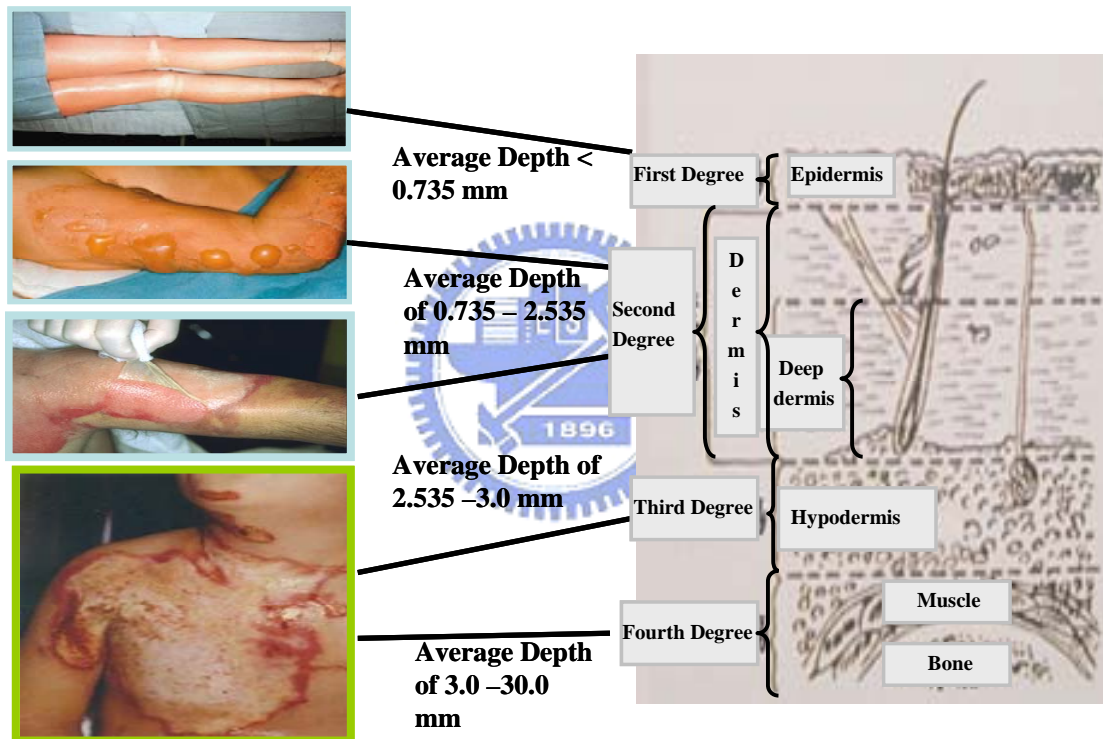 Average Depth <
0.735 mm
First Degree
Epidermis
Average Depth
of 0.735 – 2.535
mm
Second
Degree
D
e
r
m
i
s
Deep
dermis
1896
Average Depth of
2.535 –3.0 mm
Third Degree
Hypodermis
Fourth Degree
Muscle
Bone
Average Depth
of 3.0 –30.0
mm